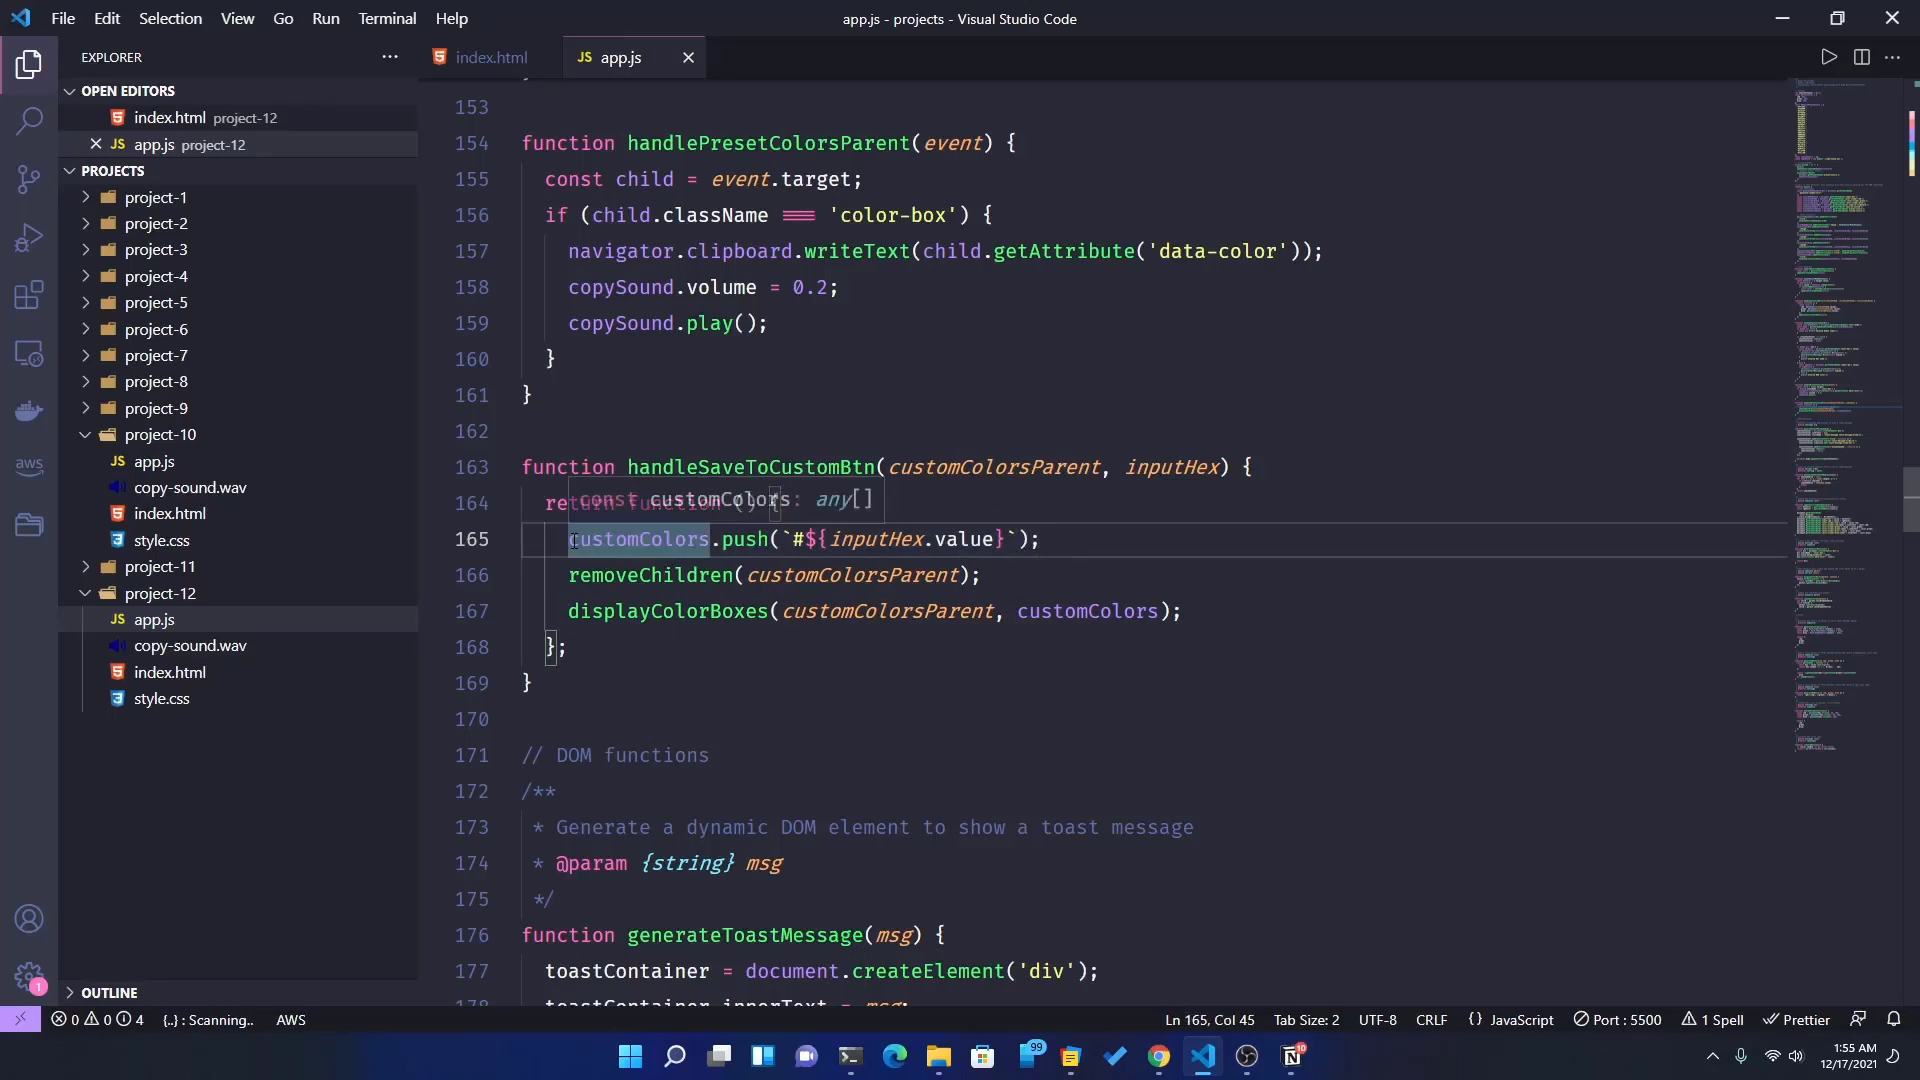 File Edit Selection View Go Run Terminal Help
app.js - projects - Visual Studio Code
EXPLORER
index.html
JS app.js
OPEN EDITORS
index.html project-12
JS app.js project-12
PROJECTS
project-1
project-2
project-3
project-4
project-5
project-6
project-7
project-8
project-9
project-10
JS app.js
copy-sound.wav
index.html
style.css
project-11
project-12
JS app.js
copy-sound.wav
index.html
style.css
OUTLINE
aws
1
153
154 function handlePresetColorsParent(event) {
155 const child = event.target;
156 if (child.className === 'color-box') {
157 navigator.clipboard.writeText(child.getAttribute('data-color'));
158 copySound.volume = 0.2;
159 copySound.play();
160 }
161 }
162
163 function handleSaveToCustomBtn(customColorsParent, inputHex) {
const customColors: any[]
164 return function () {
165 customColors.push(`#${inputHex.value}`);
166 removeChildren(customColorsParent);
167 displayColorBoxes(customColorsParent, customColors);
168 };
169 }
170
171 // DOM functions
172 /**
173 * Generate a dynamic DOM element to show a toast message
174 * @param {string} msg
175 */
176 function generateToastMessage(msg) {
177 toastContainer = document.createElement('div');
178 toastContainer.innerText = msg;
0 0 4 {..} : Scanning.. AWS
Ln 165, Col 45 Tab Size: 2 UTF-8 CRLF {} JavaScript Port : 5500 1 Spell Prettier
99
10
1:55 AM
12/17/2021